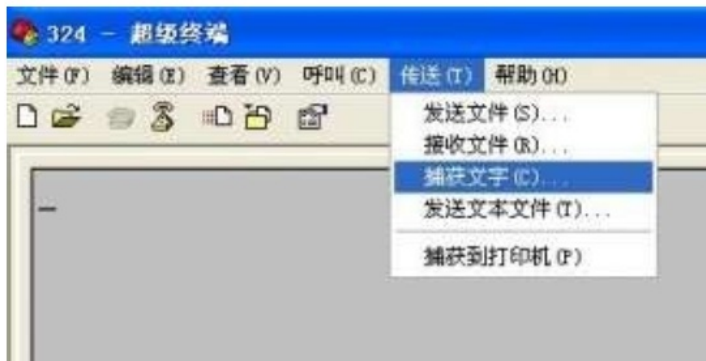 324 - 超级终端
文件(F) 编辑(E) 查看(V) 呼叫(C) 传送(T) 帮助(H)
发送文件(S)...
接收文件(R)...
捕获文字(C)...
发送文本文件(T)...
捕获到打印机(P)